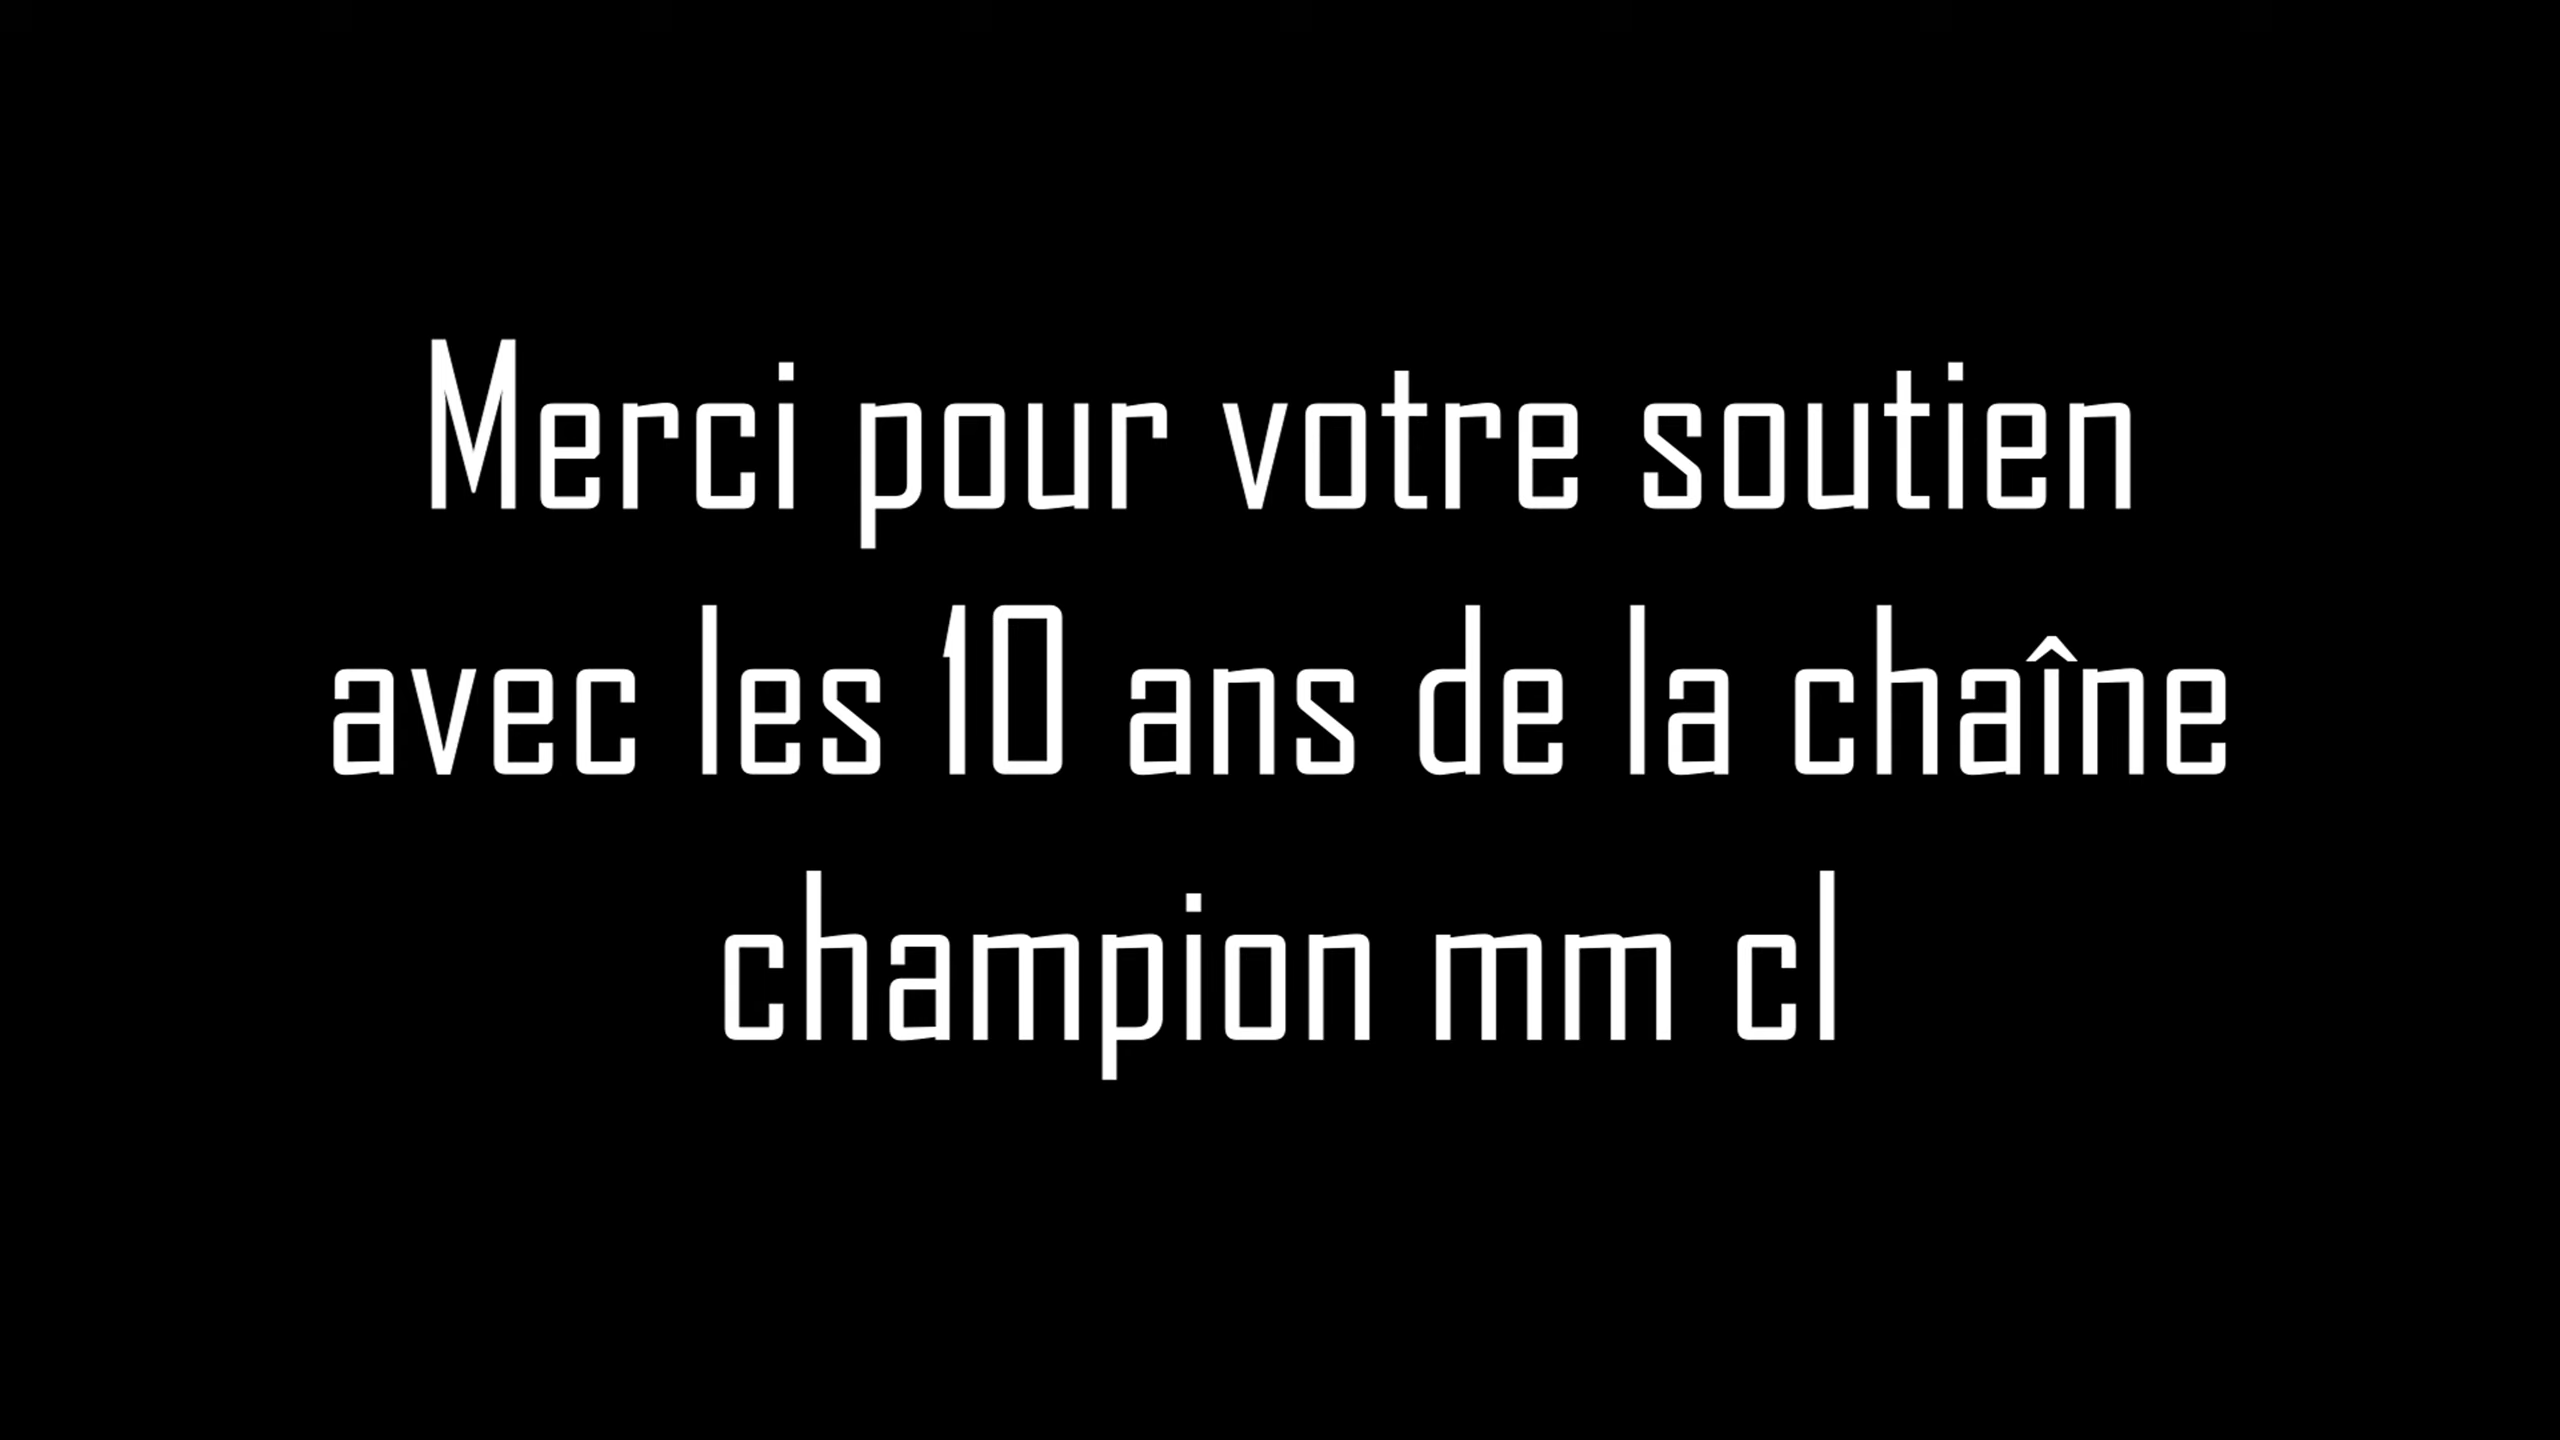 Merci pour votre soutien
avec les 10 ans de la chaîne
champion mm cl